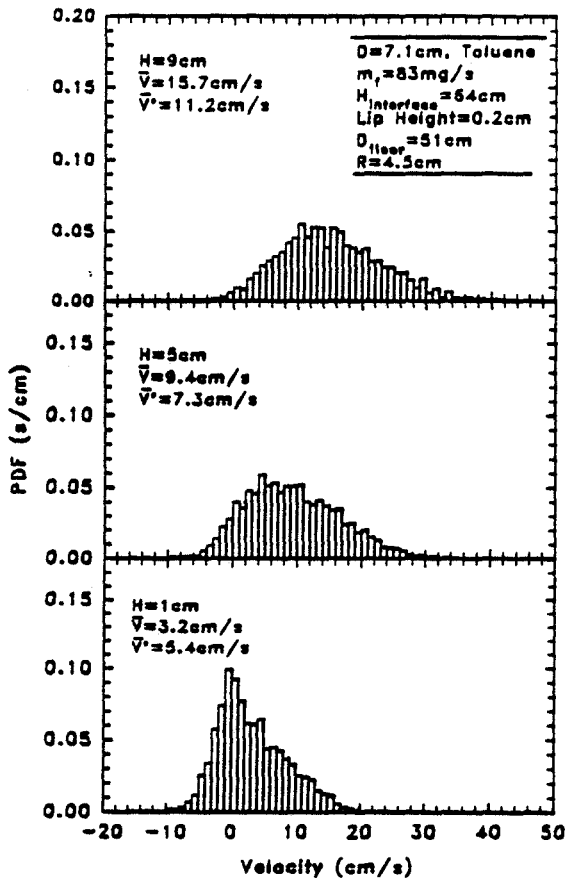 0.20
H=9cm
V̄=15.7cm/s
V̄'=11.2cm/s
D=7.1cm, Toluene
m_f=83mg/s
H_interface=64cm
Lip Height=0.2cm
D_floor=51cm
R=4.5cm
0.15
0.10
0.05
0.00
H=5cm
V̄=9.4cm/s
V̄'=7.3cm/s
0.15
0.10
0.05
0.00
PDF (s/cm)
H=1cm
V̄=3.2cm/s
V̄'=5.4cm/s
0.15
0.10
0.05
0.00
-20 -10 0 10 20 30 40 50
Velocity (cm/s)